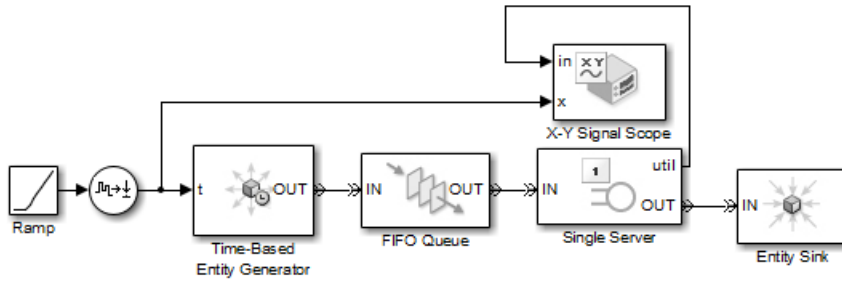 in
XY
x
X-Y Signal Scope
util
t
OUT
IN
OUT
IN
1
OUT
IN
Ramp
Time-Based
Entity Generator
FIFO Queue
Single Server
Entity Sink